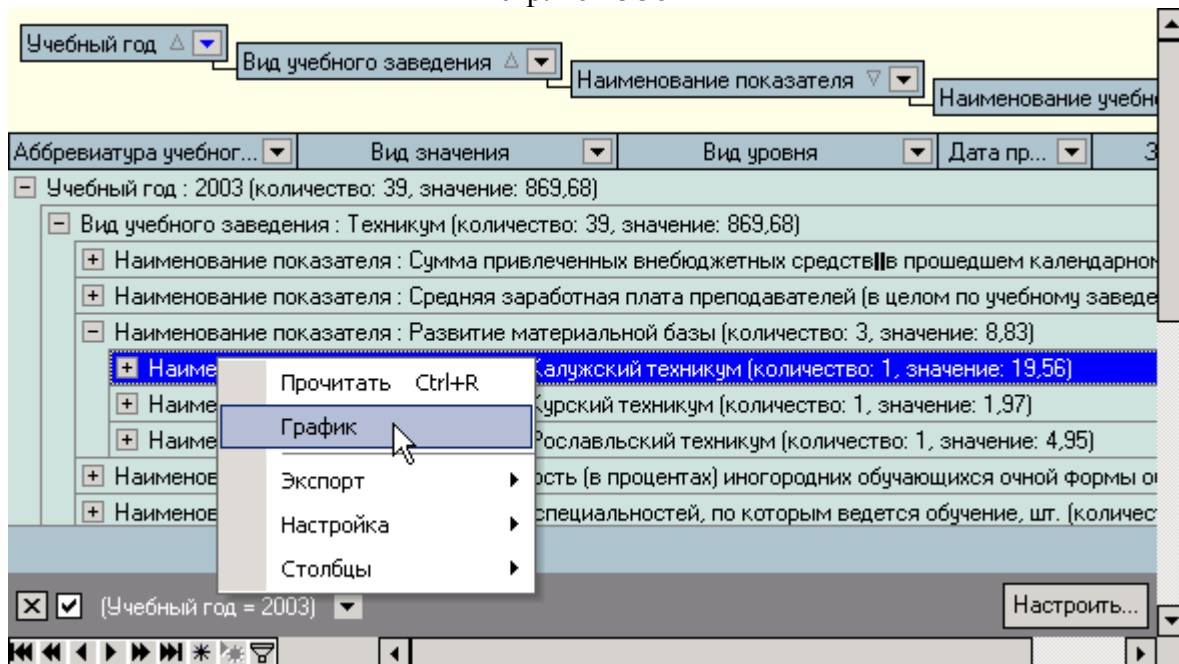 Учебный год
Вид учебного заведения
Наименование показателя
Наименование
Аббревиатура учебног... Вид значения Вид уровня Дата пр... З
Учебный год : 2003 (количество: 39, значение: 869,68)
Вид учебного заведения : Техникум (количество: 39, значение: 869,68)
Наименование показателя : Сумма привлеченных внебюджетных средств||в прошедшем
Наименование показателя : Средняя заработная плата преподавателей (в целом по учебному
Наименование показателя : Развитие материальной базы (количество: 3, значение: 8,83)
Наиме Калужский техникум (количество: 1, значение: 19,56)
Наиме Курский техникум (количество: 1, значение: 1,97)
Наиме Рославльский техникум (количество: 1, значение: 4,95)
Наименов ость (в процентах) иногородних обучающихся очной формы
Наименов специальностей, по которым ведется обучение, шт.
Прочитать Ctrl+R
График
Экспорт
Настройка
Столбцы
(Учебный год = 2003)
Настроить...